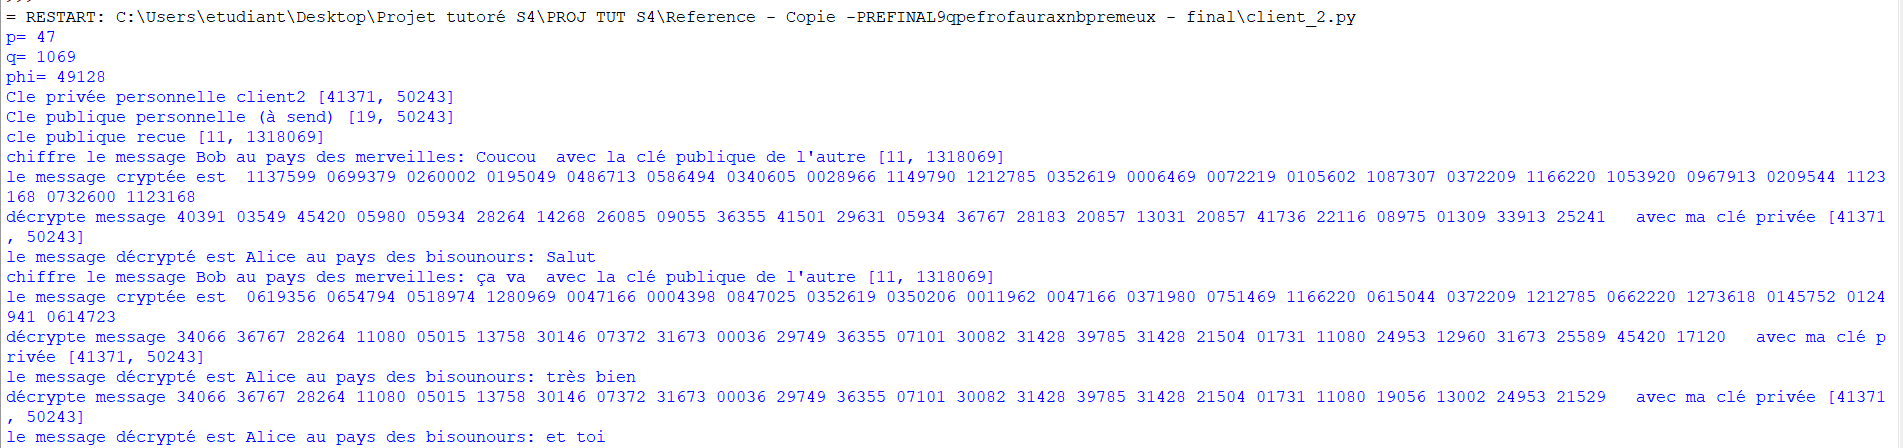 = RESTART: C:\Users\etudiant\Desktop\Projet tutoré S4\PROJ TUT S4\Reference - Copie -PREFINAL9qpefrofauraxnbpremeux - final\client_2.py
p= 47
q= 1069
phi= 49128
Cle privée personnelle client2 [41371, 50243]
Cle publique personnelle (à send) [19, 50243]
cle publique recue [11, 1318069]
chiffre le message Bob au pays des merveilles: Coucou  avec la clé publique de l'autre [11, 1318069]
le message cryptée est  1137599 0699379 0260002 0195049 0486713 0586494 0340605 0028966 1149790 1212785 0352619 0006469 0072219 0105602 1087307 0372209 1166220 1053920 0967913 0209544 1123
168 0732600 1123168
décrypte message 40391 03549 45420 05980 05934 28264 14268 26085 09055 36355 41501 29631 05934 36767 28183 20857 13031 20857 41736 22116 08975 01309 33913 25241   avec ma clé privée [41371
, 50243]
le message décrypté est Alice au pays des bisounours: Salut
chiffre le message Bob au pays des merveilles: ça va  avec la clé publique de l'autre [11, 1318069]
le message cryptée est  0619356 0654794 0518974 1280969 0047166 0004398 0847025 0352619 0350206 0011962 0047166 0371980 0751469 1166220 0615044 0372209 1212785 0662220 1273618 0145752 0124
941 0614723
décrypte message 34066 36767 28264 11080 05015 13758 30146 07372 31673 00036 29749 36355 07101 30082 31428 39785 31428 21504 01731 11080 24953 12960 31673 25589 45420 17120   avec ma clé p
rivée [41371, 50243]
le message décrypté est Alice au pays des bisounours: très bien
décrypte message 34066 36767 28264 11080 05015 13758 30146 07372 31673 00036 29749 36355 07101 30082 31428 39785 31428 21504 01731 11080 19056 13002 24953 21529   avec ma clé privée [41371
, 50243]
le message décrypté est Alice au pays des bisounours: et toi